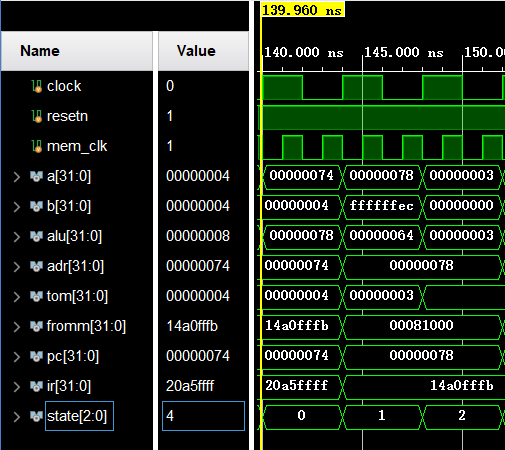 139.960 ns
140.000 ns 145.000 ns 150.0
Name Value
clock 0
resetn 1
mem_clk 1
a[31:0] 00000004 00000074 00000078 00000003
b[31:0] 00000004 00000004 ffffffec 00000000
alu[31:0] 00000008 00000078 00000064 00000003
adr[31:0] 00000074 00000074 00000078
tom[31:0] 00000004 00000004 00000003
fromm[31:0] 14a0fffb 14a0fffb 00081000
pc[31:0] 00000074 00000074 00000078
ir[31:0] 20a5ffff 20a5ffff 14a0fffb
state[2:0] 4 0 1 2